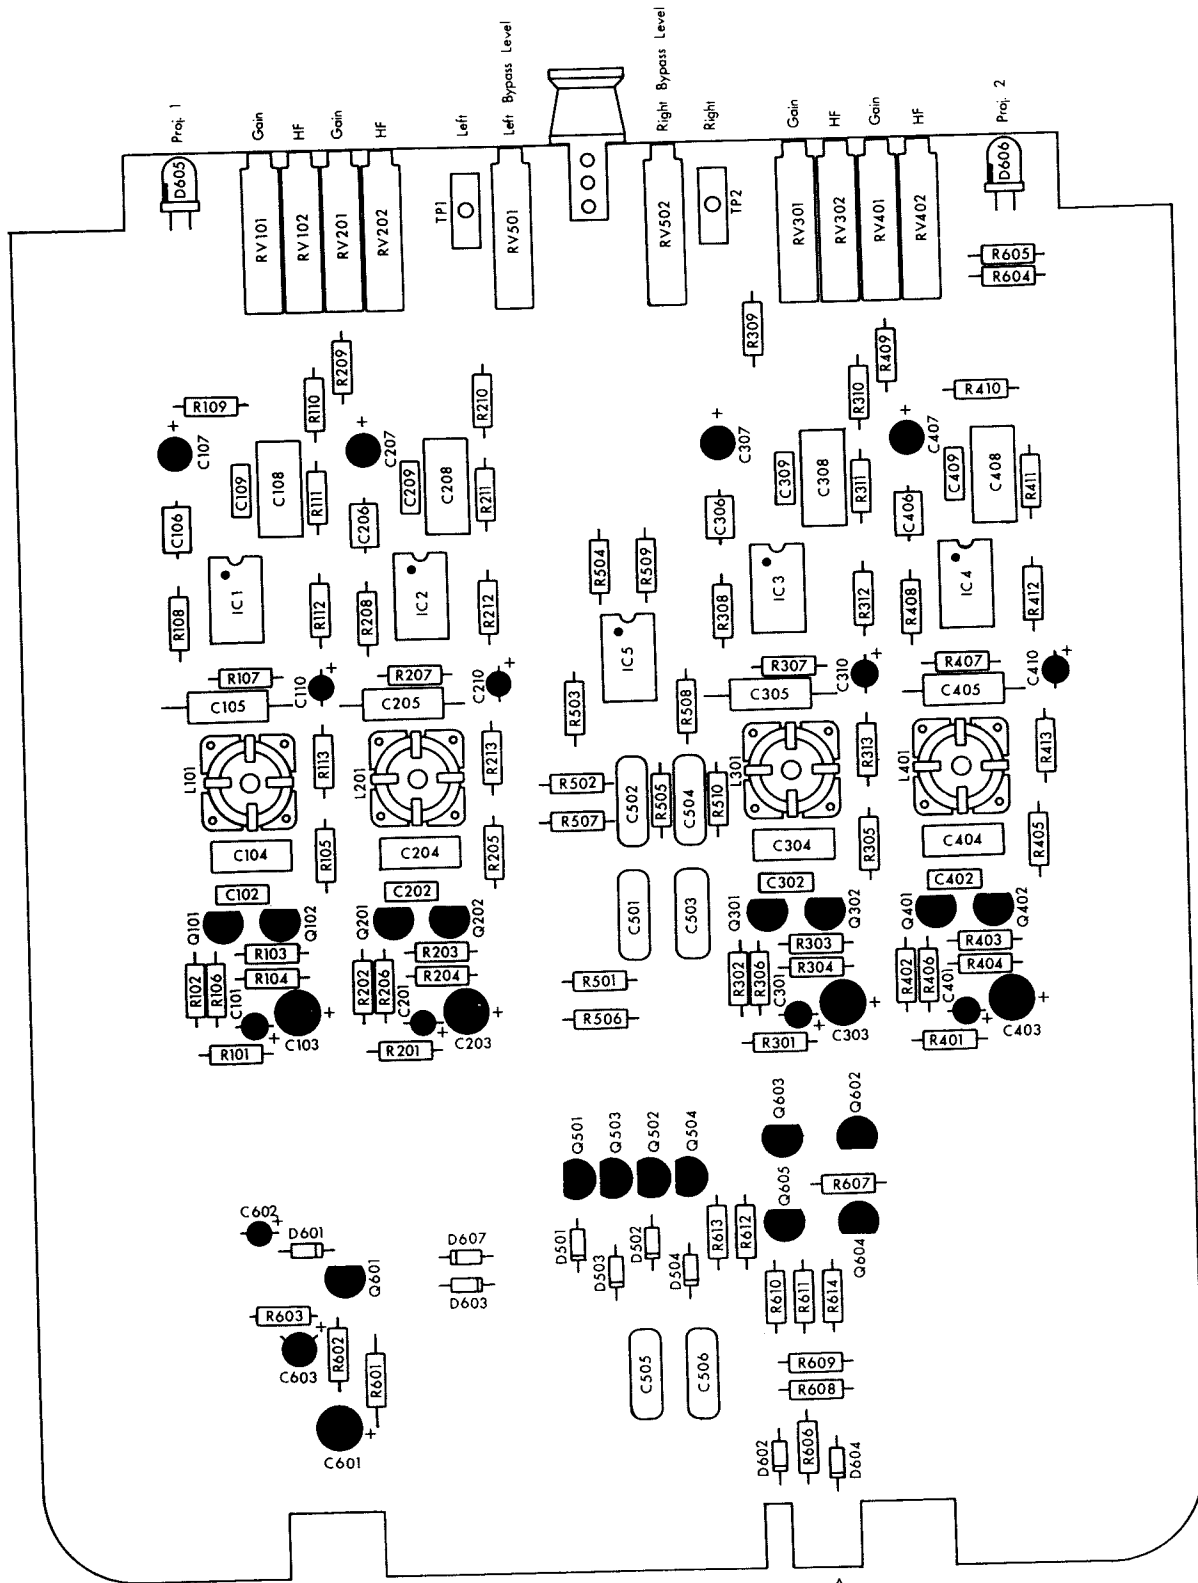 Proj. 1
Gain
HF
Gain
HF
Left
Left Bypass Level
Right Bypass Level
Right
Gain
HF
Gain
HF
Proj. 2
D605
RV101
RV102
RV201
RV202
TP1
RV501
RV502
TP2
RV301
RV302
RV401
RV402
D606
R605
R604
R109
R110
R209
R210
R309
R310
R409
R410
+
C107
+
C207
+
C307
+
C407
C106
C109
C108
R111
C206
C209
C208
R211
C306
C309
C308
R311
C406
C409
C408
R411
R108
IC1
R112
R208
IC2
R212
R504
R509
R308
IC3
R312
R408
IC4
R412
IC5
R107
C110
+
R207
C210
+
R307
C310
+
R407
C410
+
C105
C205
R503
R508
C305
C405
L101
R113
L201
R213
R502
C502
R505
C504
R510
L301
R313
L401
R413
R507
C104
R105
C204
R205
C304
R305
C404
R405
C102
C202
C501
C503
C302
C402
Q101
Q102
Q201
Q202
Q301
Q302
Q401
Q402
R103
R203
R303
R403
R102
R106
R104
R202
R206
R204
R302
R306
R304
R402
R406
R404
C101
+
C103
+
C201
+
C203
+
R501
R506
C301
+
C303
+
C401
+
C403
+
R101
R201
R301
R401
Q501
Q503
Q502
Q504
Q603
Q602
Q605
R607
Q604
C602
+
D601
Q601
D607
D603
D501
D503
D502
D504
R613
R612
R610
R611
R614
R603
C603
+
R602
R601
C505
C506
R609
R608
C601
+
D602
R606
D604